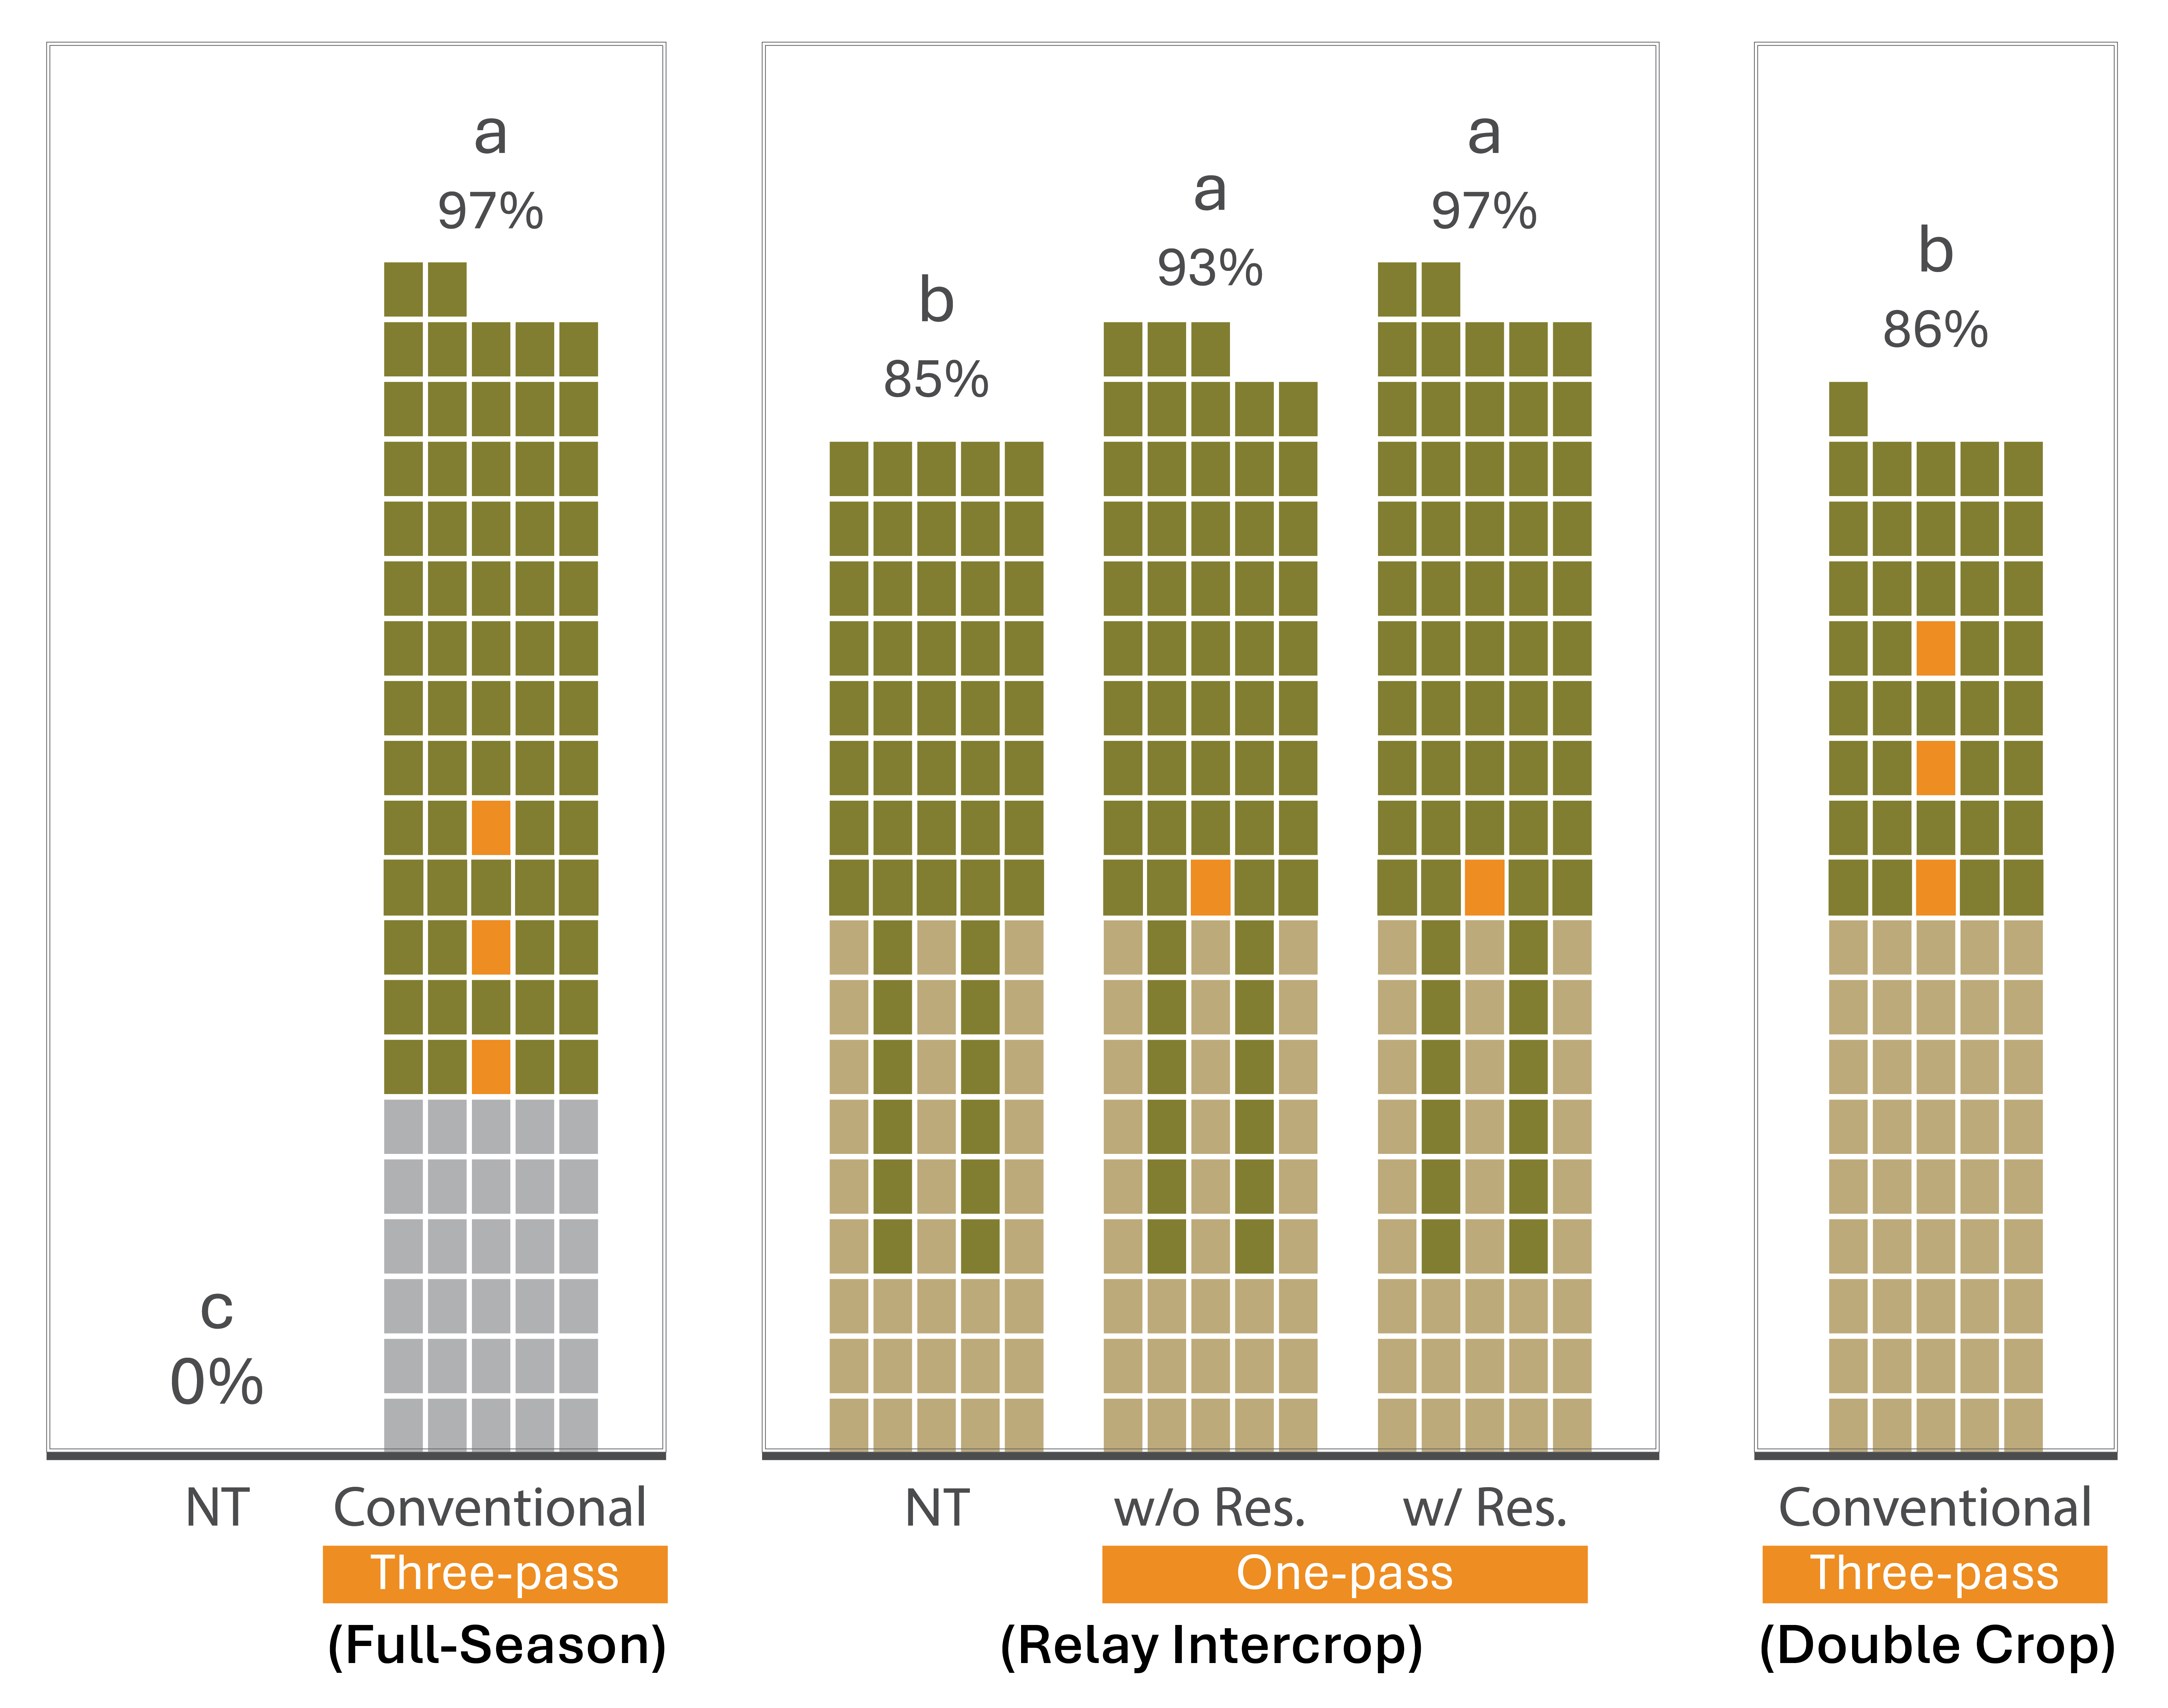 a
97%
c
0%
b
85%
a
93%
a
97%
b
86%
NT
Conventional
Three-pass
(Full-Season)
NT
w/o Res.
w/ Res.
One-pass
(Relay Intercrop)
Conventional
Three-pass
(Double Crop)